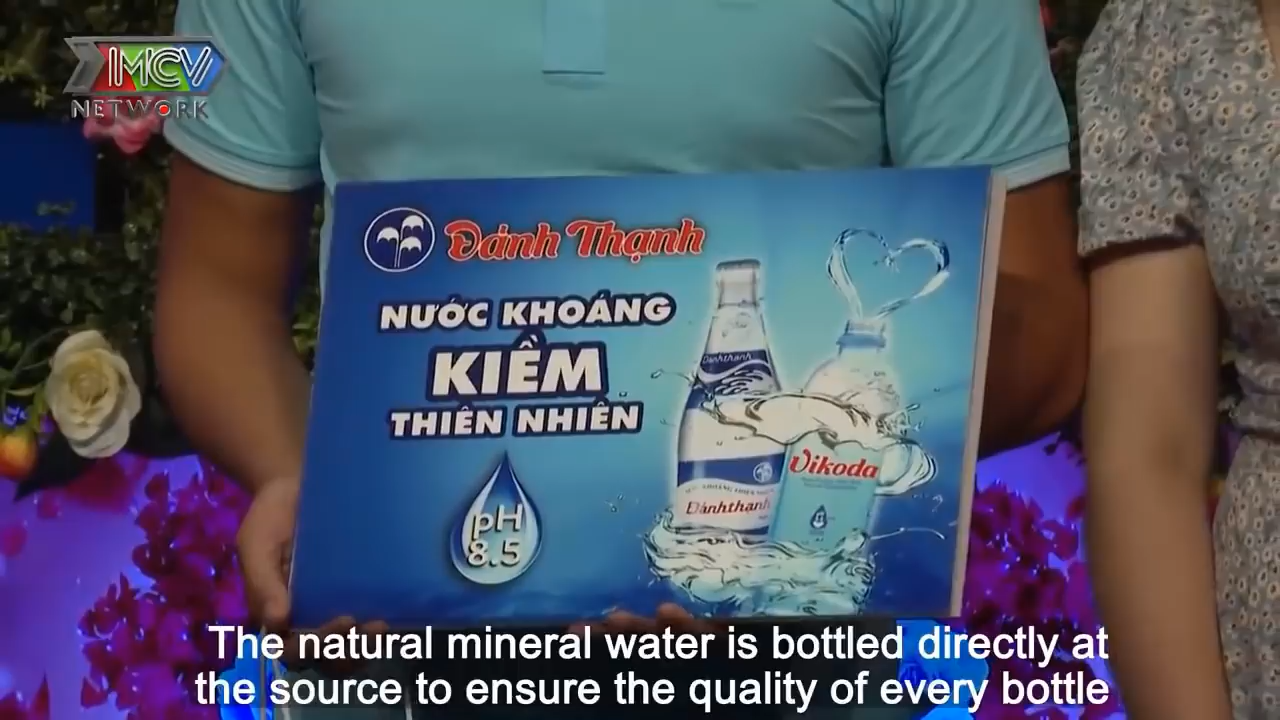 MCV
NETWORK
Đảnh Thạnh
NƯỚC KHOÁNG
KIỀM
THIÊN NHIÊN
pH
8.5
Đảnhthạnh
Vikoda
Đảnhthạnh
The natural mineral water is bottled directly at
the source to ensure the quality of every bottle